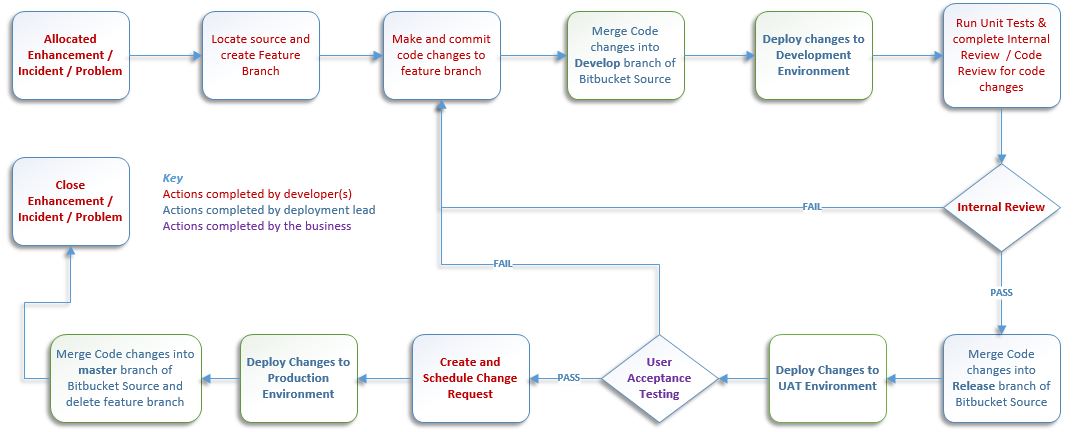 Allocated
Enhancement /
Incident / Problem
Locate source and
create Feature
Branch
Make and commit
code changes to
feature branch
Merge Code
changes into
Develop branch of
Bitbucket Source
Deploy changes to
Development
Environment
Run Unit Tests &
complete Internal
Review / Code
Review for code
changes
Internal Review
FAIL
PASS
Close
Enhancement /
Incident / Problem
Key
Actions completed by developer(s)
Actions completed by deployment lead
Actions completed by the business
FAIL
Merge Code
changes into
Release branch of
Bitbucket Source
Deploy Changes to
UAT Environment
User
Acceptance
Testing
PASS
Create and
Schedule Change
Request
Deploy Changes to
Production
Environment
Merge Code changes into
master branch of
Bitbucket Source and
delete feature branch